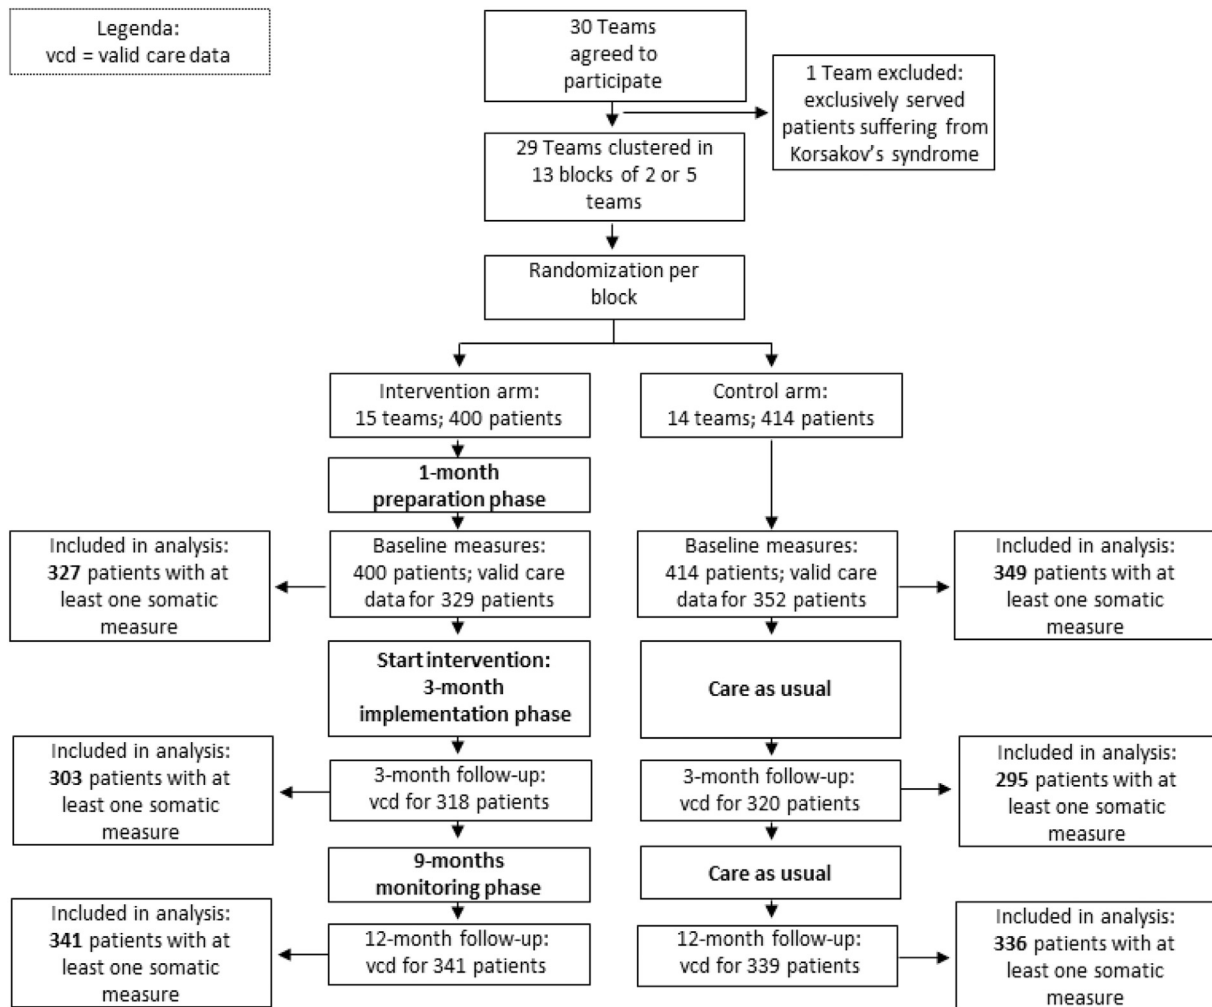 Legenda:
vcd = valid care data
30 Teams
agreed to
participate
1 Team excluded:
exclusively served
patients suffering from
Korsakov's syndrome
29 Teams clustered in
13 blocks of 2 or 5
teams
Randomization per
block
Intervention arm:
15 teams; 400 patients
Control arm:
14 teams; 414 patients
1-month
preparation phase
Included in analysis:
327 patients with at
least one somatic
measure
Baseline measures:
400 patients; valid care
data for 329 patients
Baseline measures:
414 patients; valid care
data for 352 patients
Included in analysis:
349 patients with at
least one somatic
measure
Start intervention:
3-month
implementation phase
Care as usual
Included in analysis:
303 patients with at
least one somatic
measure
3-month follow-up:
vcd for 318 patients
3-month follow-up:
vcd for 320 patients
Included in analysis:
295 patients with at
least one somatic
measure
9-months
monitoring phase
Care as usual
Included in analysis:
341 patients with at
least one somatic
measure
12-month follow-up:
vcd for 341 patients
12-month follow-up:
vcd for 339 patients
Included in analysis:
336 patients with at
least one somatic
measure